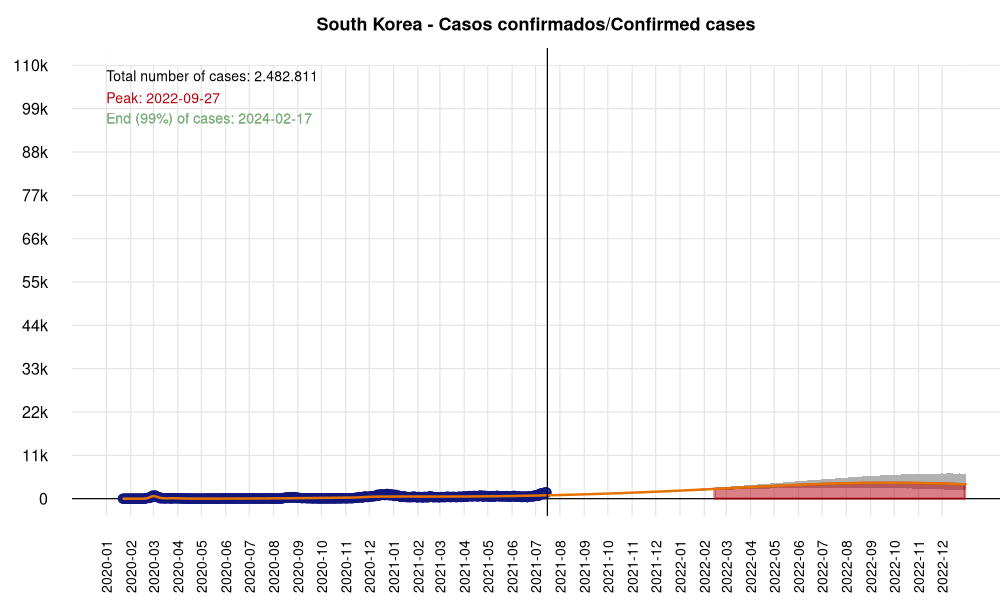 South Korea - Casos confirmados/Confirmed cases
110k
Total number of cases: 2.482.811
Peak: 2022-09-27
99k
End (99%) of cases: 2024-02-17
88k
77k
66k
55k
44k
33k
22k
11k
0
2020-01
2020-02
2020-03
2020-04
2020-05
2020-06
2020-07
2020-08
2020-09
2020-10
2020-11
2020-12
2021-01
2021-02
2021-03
2021-04
2021-05
2021-06
2021-07
2021-08
2021-09
2021-10
2021-11
2021-12
2022-01
2022-02
2022-03
2022-04
2022-05
2022-06
2022-07
2022-08
2022-09
2022-10
2022-11
2022-12